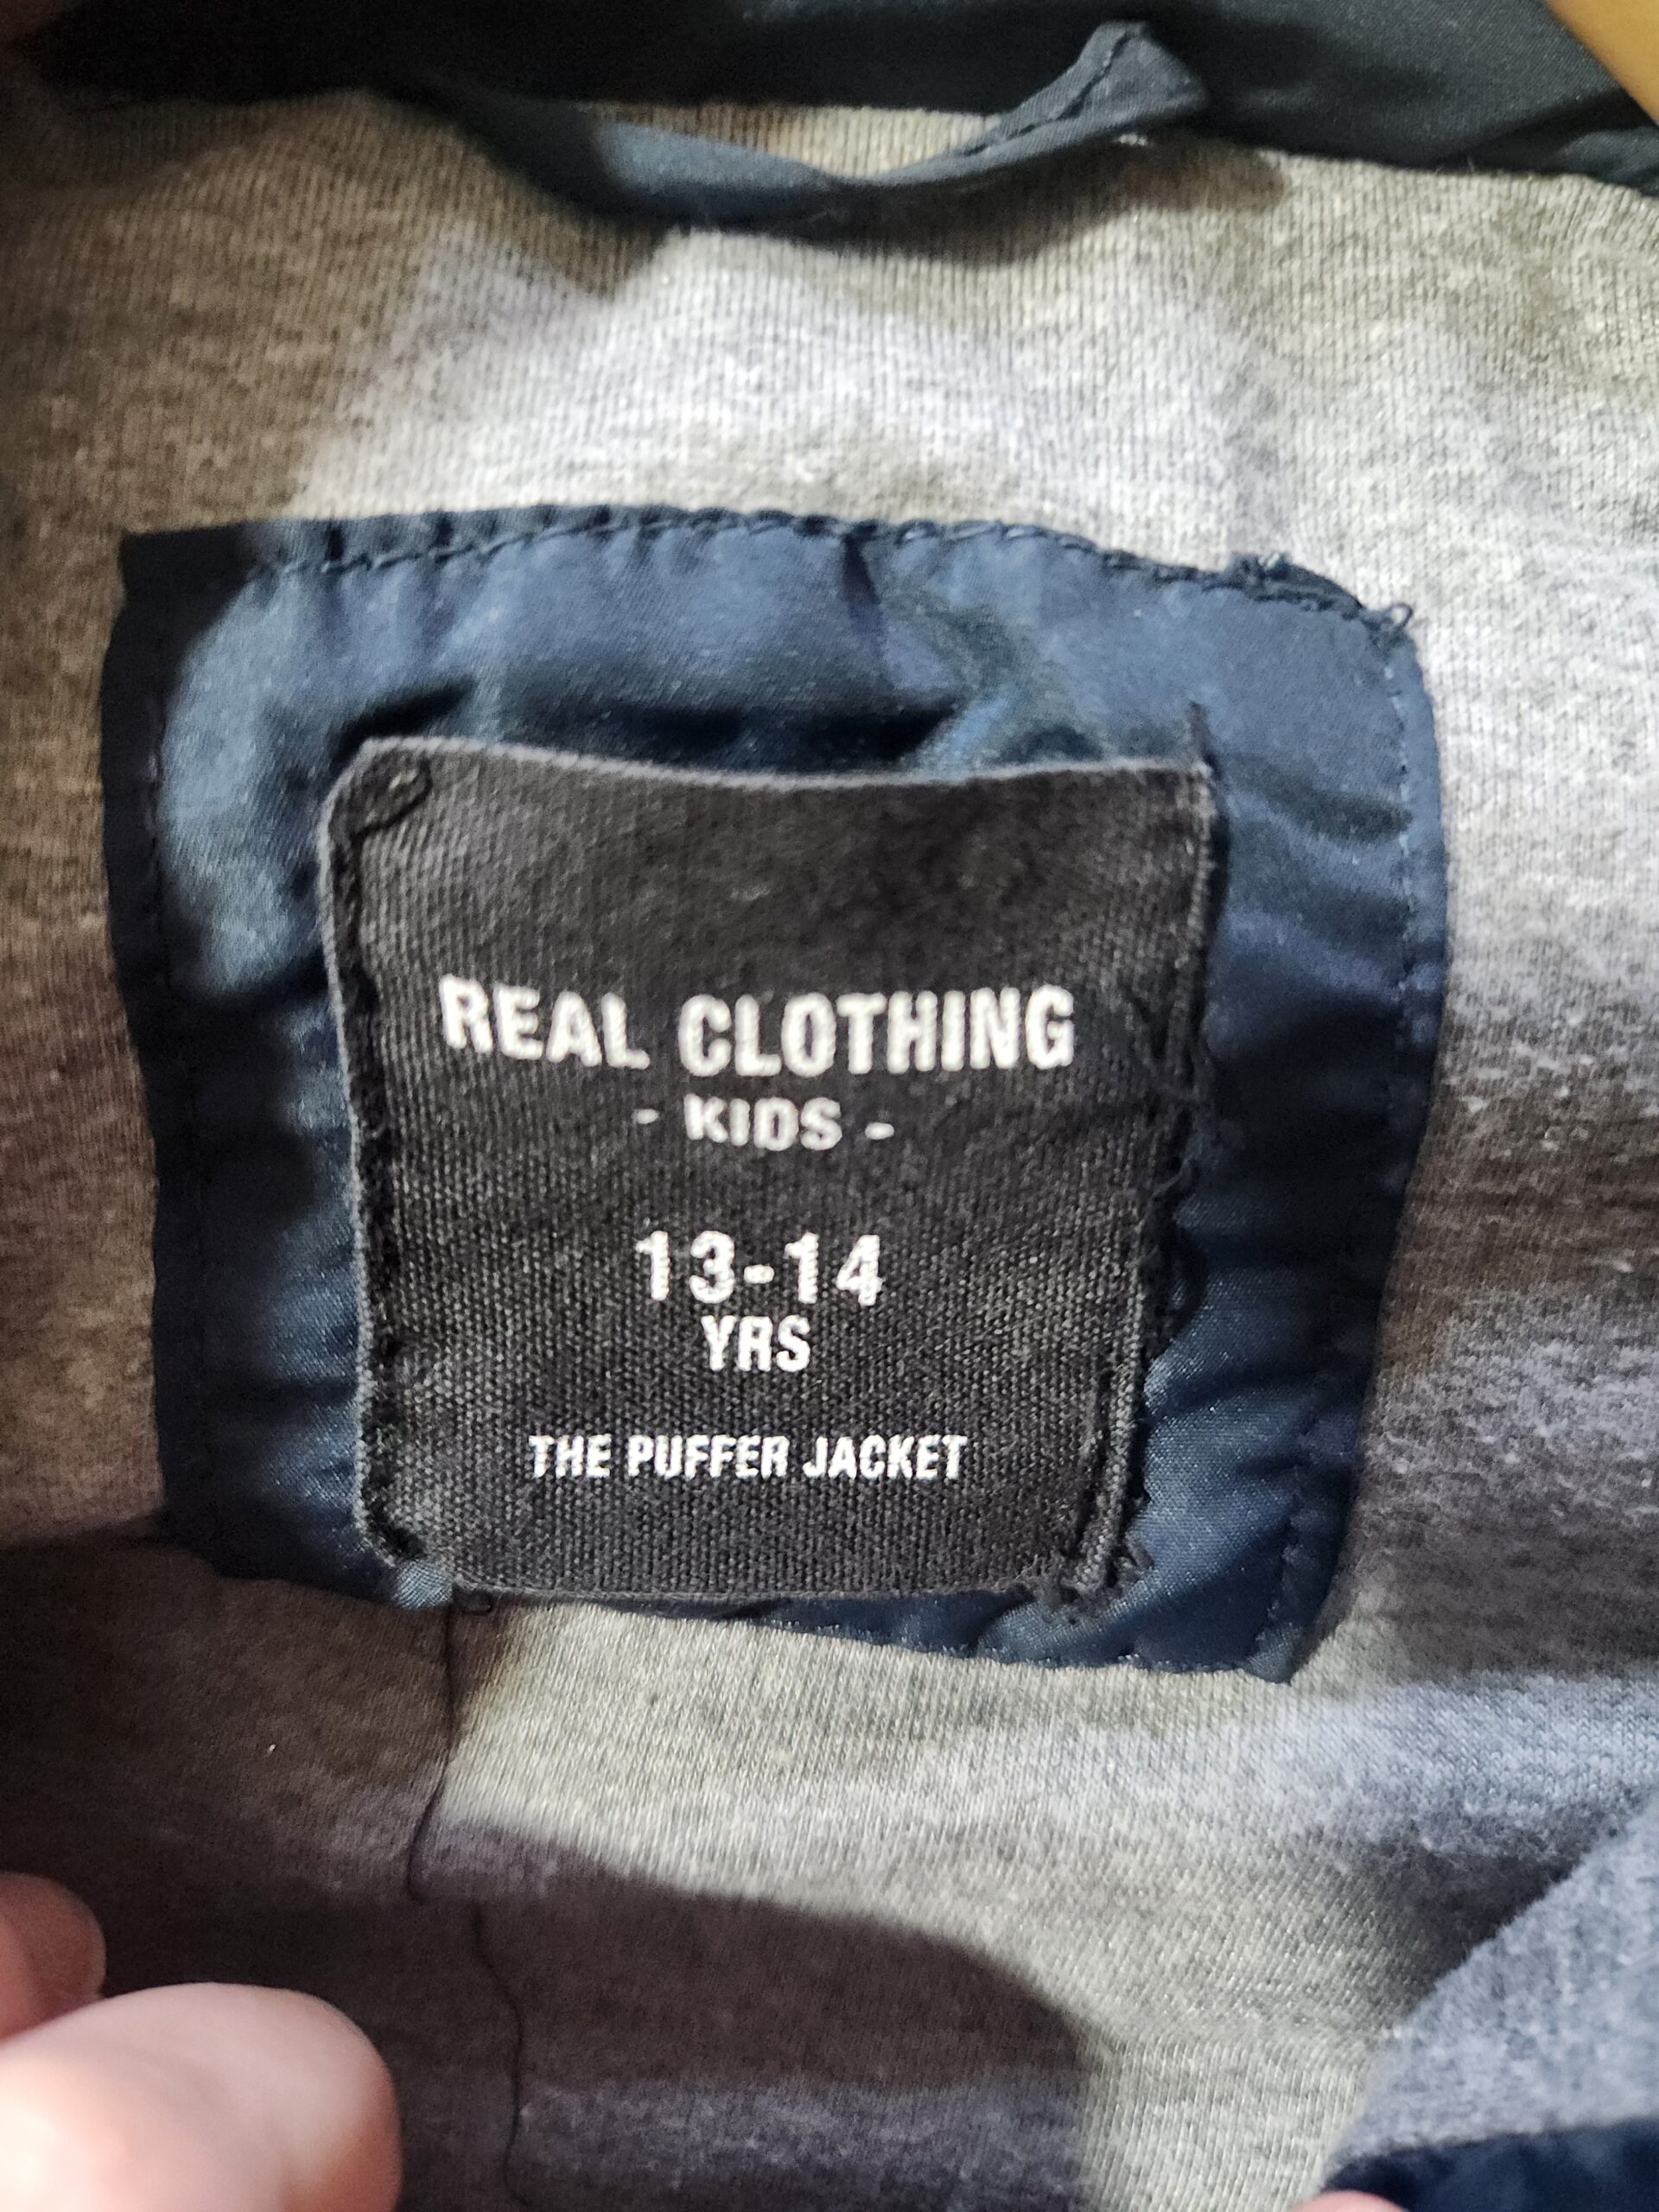 REAL CLOTHING
- KIDS -
13-14
YRS
THE PUFFER JACKET